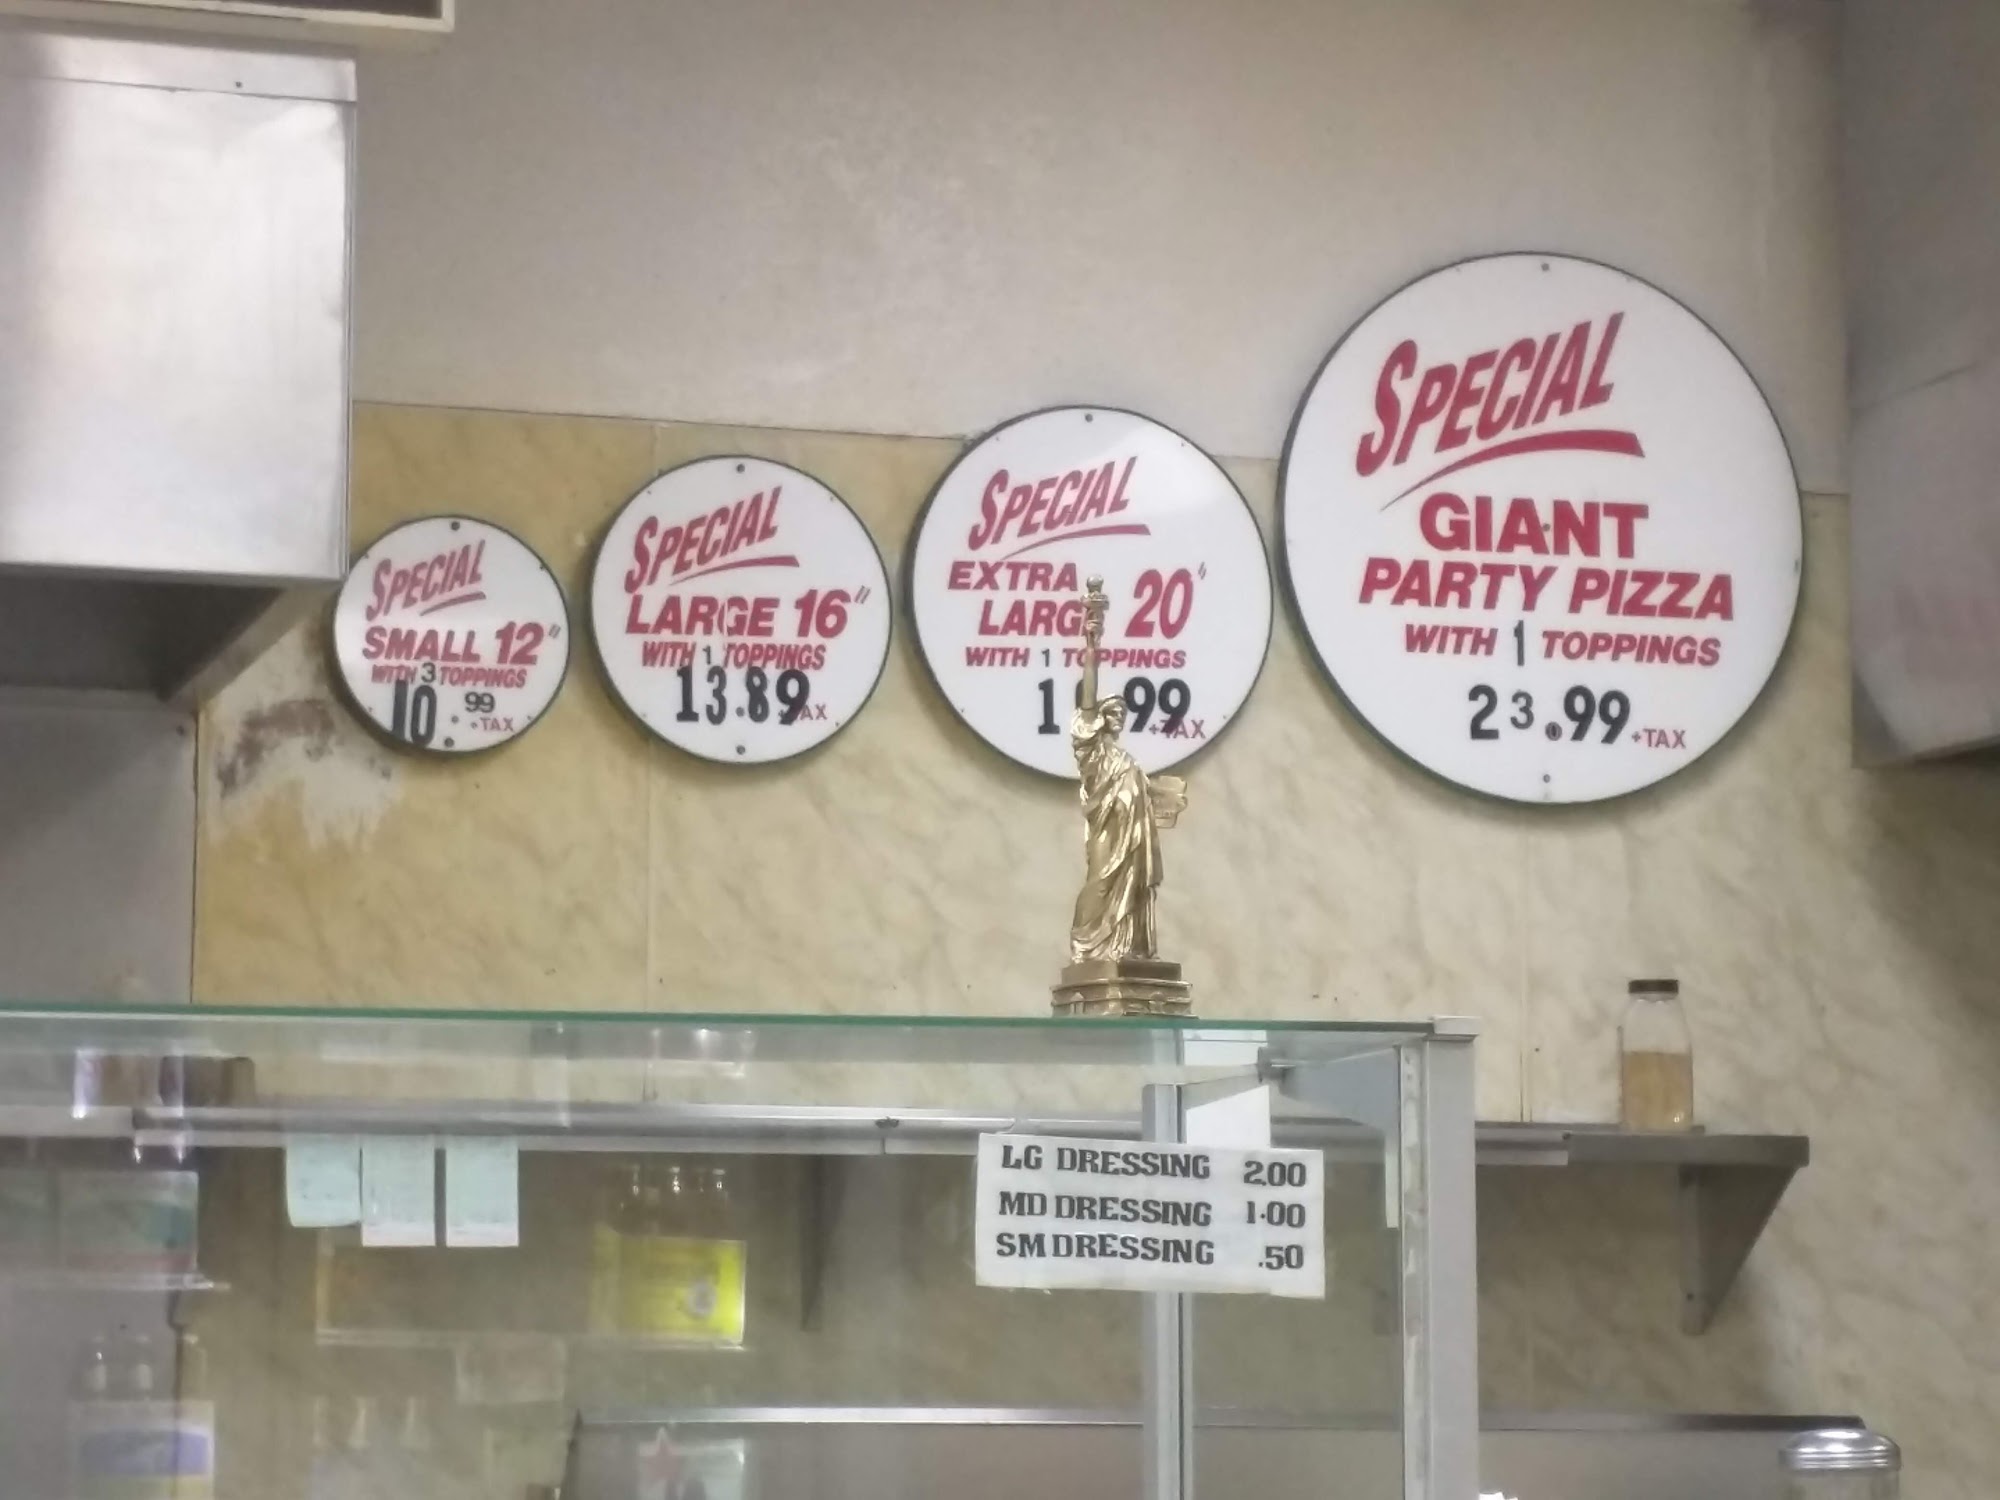 SPECIAL
SMALL 12"
WITH 3 TOPPINGS
10.99
+TAX
SPECIAL
LARGE 16"
WITH 1 TOPPINGS
13.89
+TAX
SPECIAL
EXTRA
LARGE 20"
WITH 1 TOPPINGS
+TAX
SPECIAL
GIANT
PARTY PIZZA
WITH 1 TOPPINGS
23.99 +TAX
LG DRESSING 2.00
MD DRESSING 1.00
SM DRESSING .50